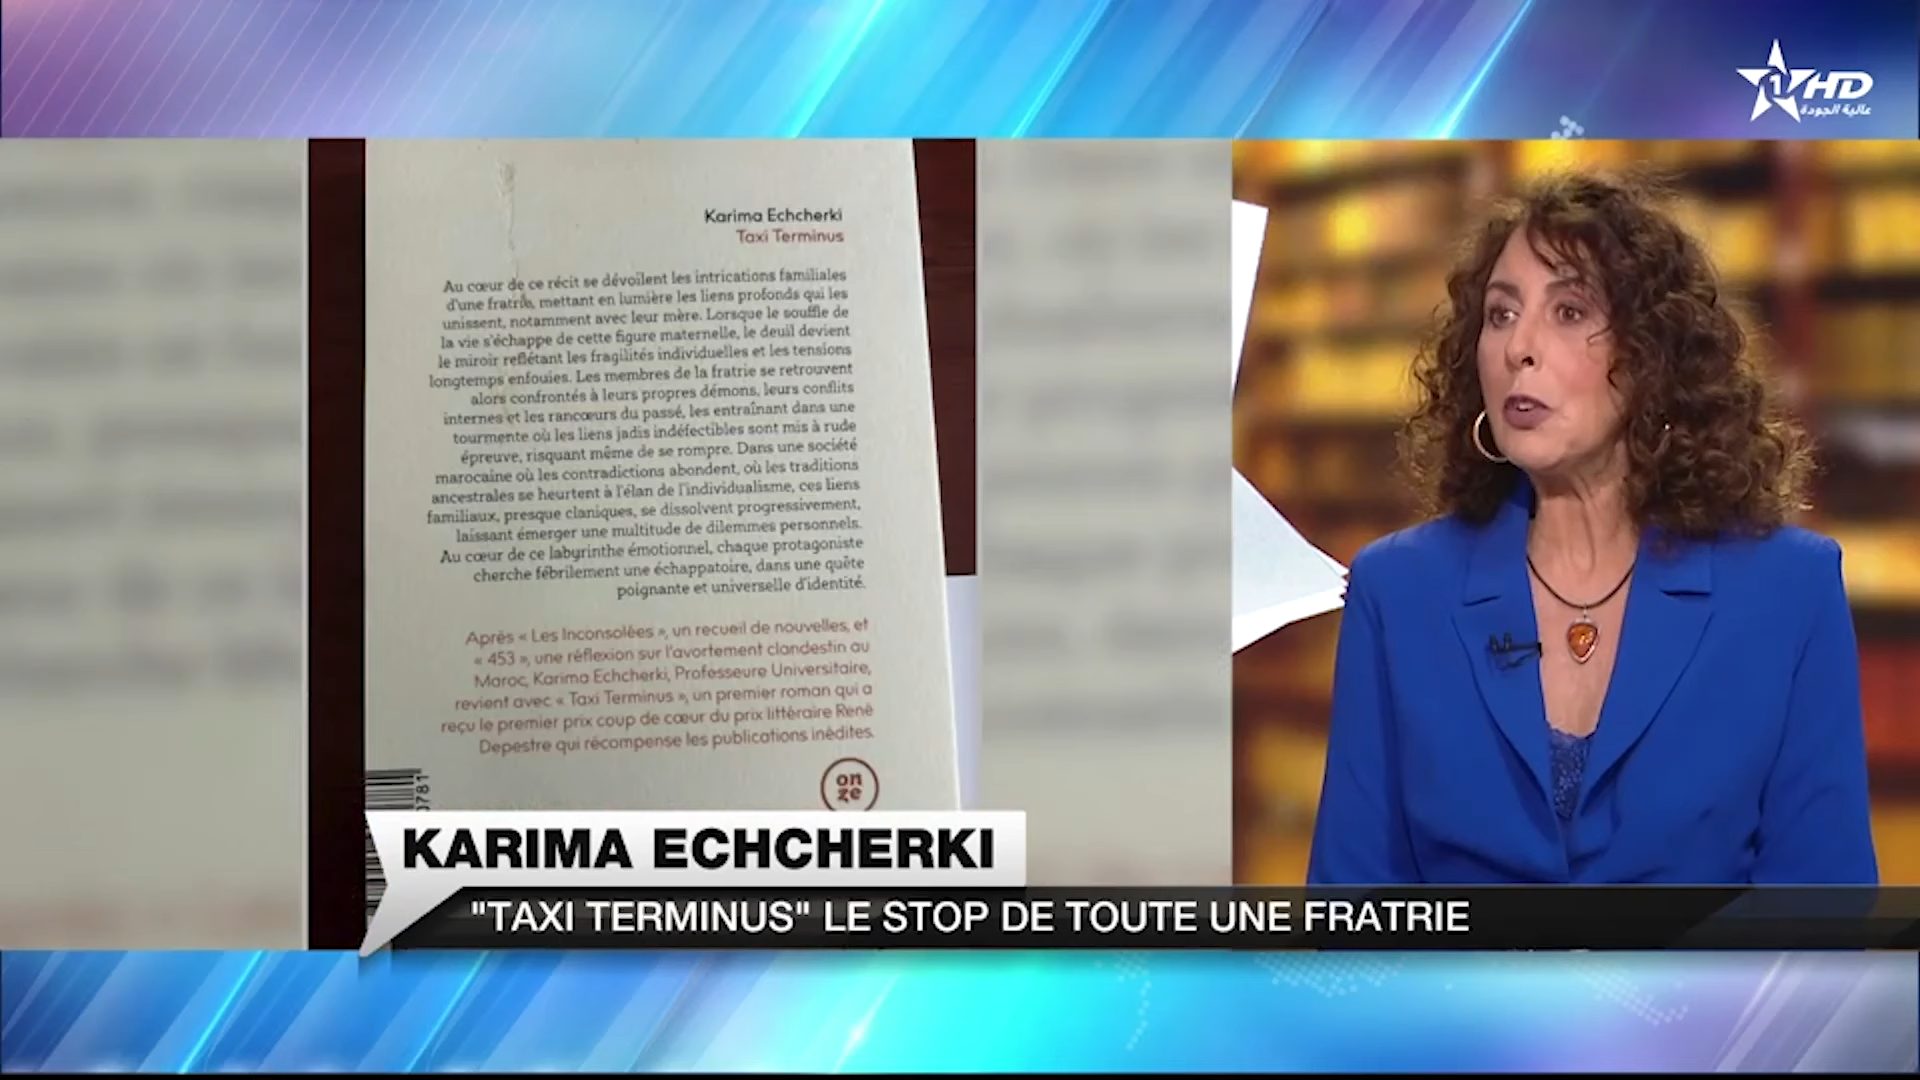 1 HD
عالية الجودة
Karima Echcherki
Taxi Terminus
Au cœur de ce récit se dévoilent les intrications familiales
d'une fratrie, mettant en lumière les liens profonds qui les
unissent, notamment avec leur mère. Lorsque le souffle de
la vie s'échappe de cette figure maternelle, le deuil devient
le miroir reflétant les fragilités individuelles et les tensions
longtemps enfouies. Les membres de la fratrie se retrouvent
alors confrontés à leurs propres démons, leurs conflits
internes et les rancœurs du passé, les entraînant dans une
tourmente où les liens jadis indéfectibles sont mis à rude
épreuve, risquant même de se rompre. Dans une société
marocaine où les contradictions abondent, où les traditions
ancestrales se heurtent à l'élan de l'individualisme, ces liens
familiaux, presque claniques, se dissolvent progressivement,
laissant émerger une multitude de dilemmes personnels.
Au cœur de ce labyrinthe émotionnel, chaque protagoniste
cherche fébrilement une échappatoire, dans une quête
poignante et universelle d'identité.
Après « Les Inconsolées », un recueil de nouvelles, et
« 453 », une réflexion sur l'avortement clandestin au
Maroc, Karima Echcherki, Professeure Universitaire,
revient avec « Taxi Terminus », un premier roman qui a
reçu le premier prix coup de cœur du prix littéraire René
Depestre qui récompense les publications inédites.
on
ze
KARIMA ECHCHERKI
"TAXI TERMINUS" LE STOP DE TOUTE UNE FRATRIE